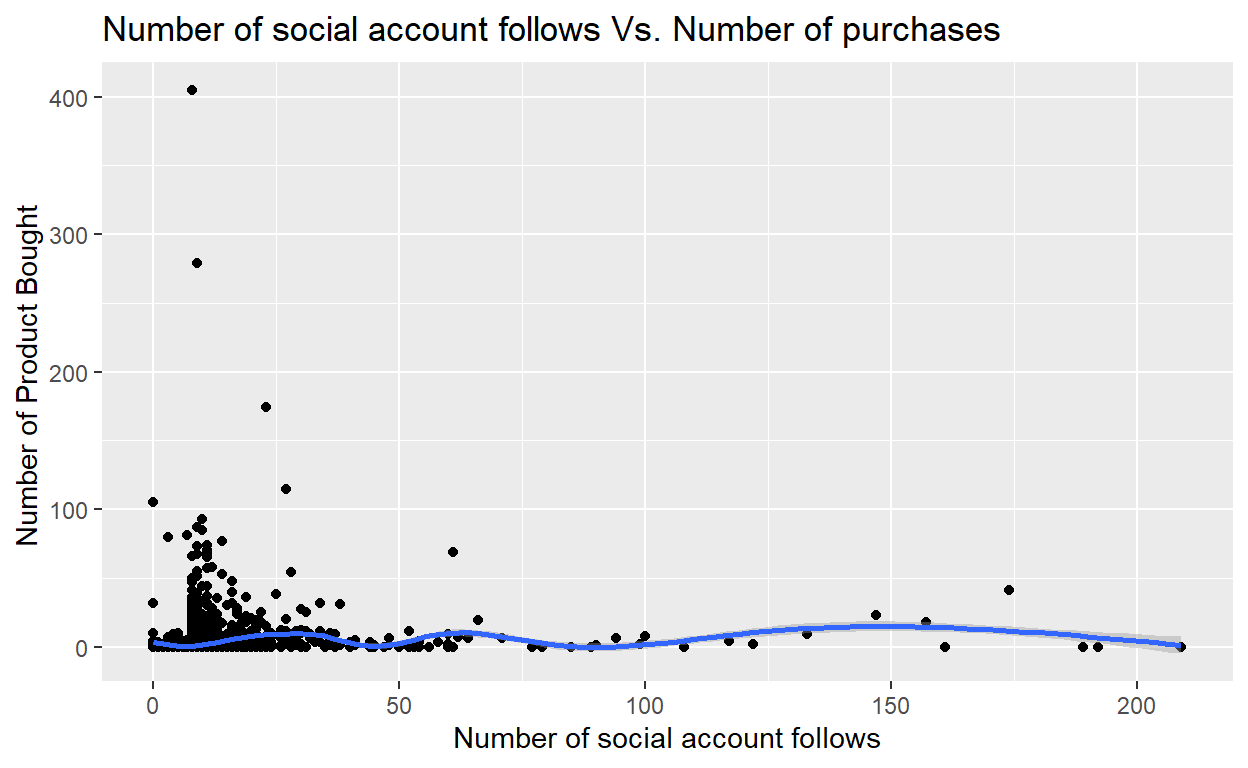 Number of social account follows Vs. Number of purchases
Number of Product Bought
400
300
200
100
0
0 50 100 150 200
Number of social account follows